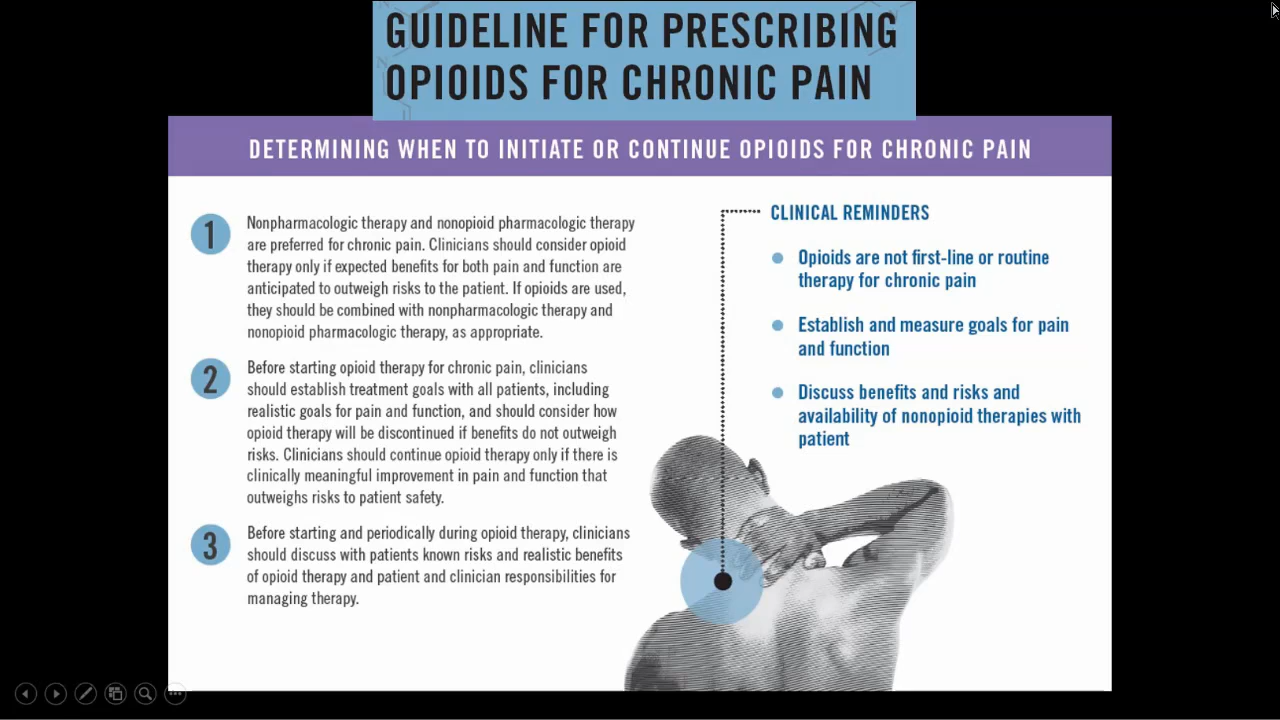 GUIDELINE FOR PRESCRIBING
OPIOIDS FOR CHRONIC PAIN
DETERMINING WHEN TO INITIATE OR CONTINUE OPIOIDS FOR CHRONIC PAIN
1
Nonpharmacologic therapy and nonopioid pharmacologic therapy
are preferred for chronic pain. Clinicians should consider opioid
therapy only if expected benefits for both pain and function are
anticipated to outweigh risks to the patient. If opioids are used,
they should be combined with nonpharmacologic therapy and
nonopioid pharmacologic therapy, as appropriate.
2
Before starting opioid therapy for chronic pain, clinicians
should establish treatment goals with all patients, including
realistic goals for pain and function, and should consider how
opioid therapy will be discontinued if benefits do not outweigh
risks. Clinicians should continue opioid therapy only if there is
clinically meaningful improvement in pain and function that
outweighs risks to patient safety.
3
Before starting and periodically during opioid therapy, clinicians
should discuss with patients known risks and realistic benefits
of opioid therapy and patient and clinician responsibilities for
managing therapy.
CLINICAL REMINDERS
Opioids are not first-line or routine
therapy for chronic pain
Establish and measure goals for pain
and function
Discuss benefits and risks and
availability of nonopioid therapies with
patient